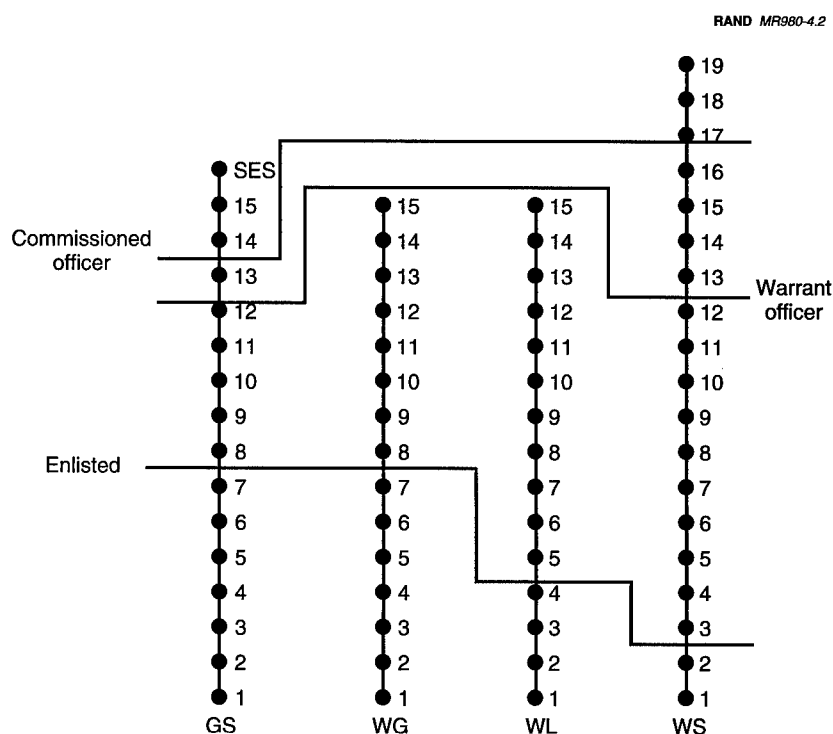 RAND MR980-4.2
19
18
17
SES 16
15 15 15 15
Commissioned
officer
14 14 14 14
13 13 13 13
Warrant
officer
12 12 12 12
11 11 11 11
10 10 10 10
9 9 9 9
Enlisted
8 8 8 8
7 7 7 7
6 6 6 6
5 5 5 5
4 4 4 4
3 3 3 3
2 2 2 2
1 1 1 1
GS WG WL WS